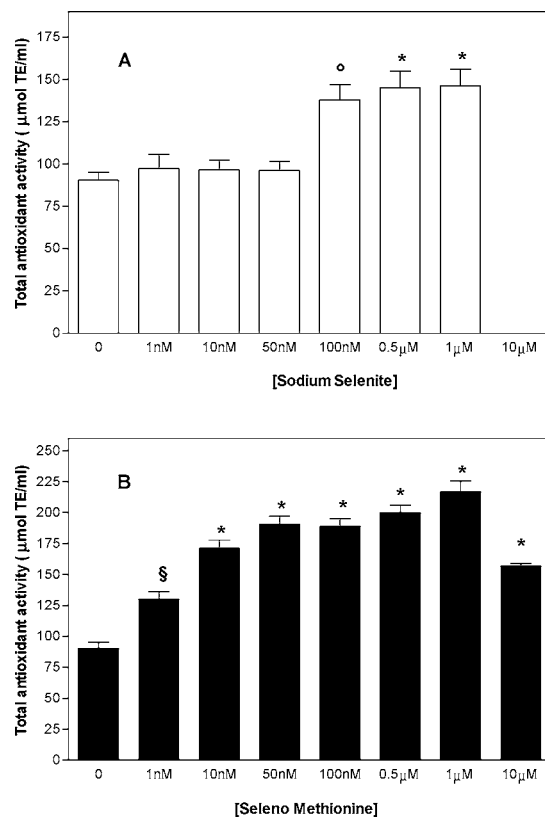 A
Total antioxidant activity ( µmol TE/ml)
175
150
125
100
75
50
25
0
° * *
0 1nM 10nM 50nM 100nM 0.5µM 1µM 10µM
[Sodium Selenite]
B
Total antioxidant activity ( µmol TE/ml)
250
225
200
175
150
125
100
75
50
25
0
§ * * * * * *
0 1nM 10nM 50nM 100nM 0.5µM 1µM 10µM
[Seleno Methionine]